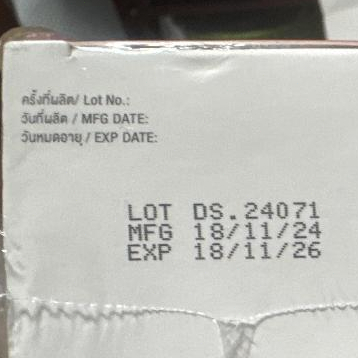 ครั้งที่ผลิต/ Lot No.:
วันที่ผลิต / MFG DATE:
วันหมดอายุ / EXP DATE:
LOT DS.24071
MFG 18/11/24
EXP 18/11/26